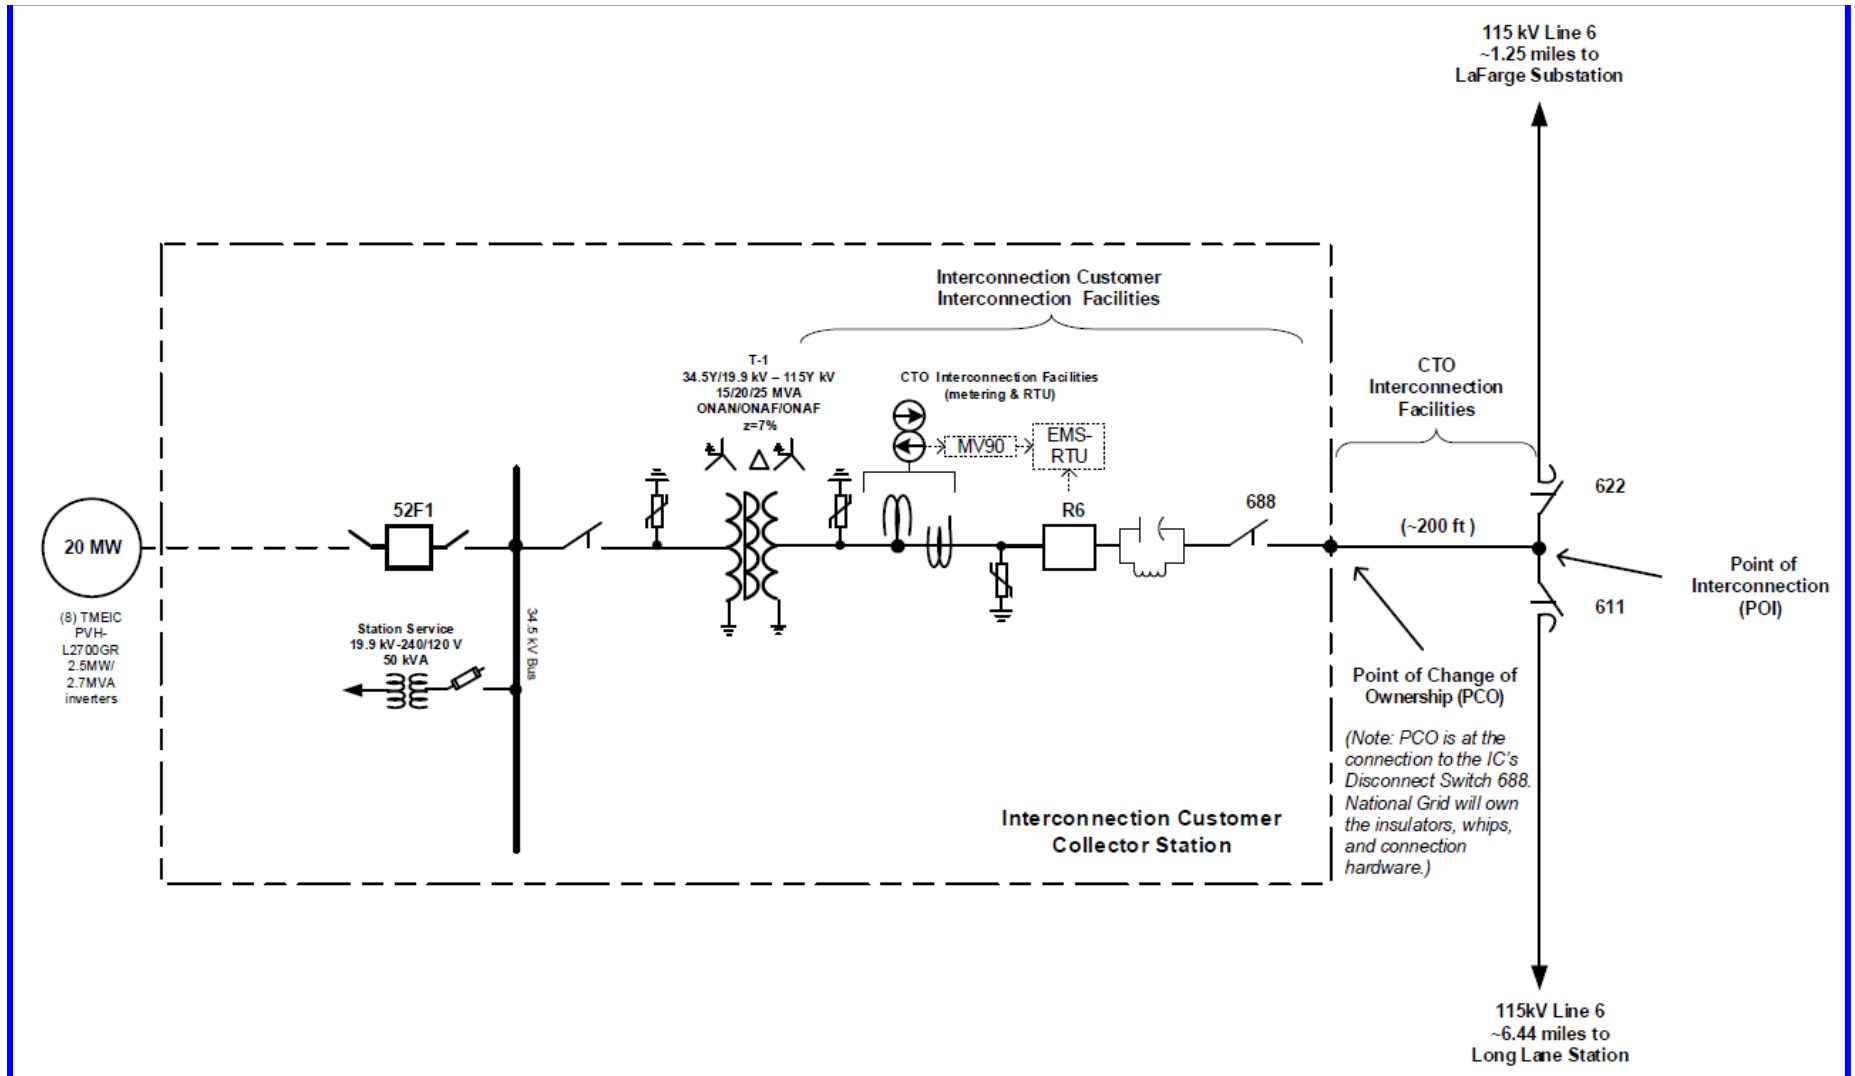 115 kV Line 6
~1.25 miles to
LaFarge Substation
Interconnection Customer
Interconnection Facilities
T-1
34.5Y/19.9 kV – 115Y kV
15/20/25 MVA
ONAN/ONAF/ONAF
z=7%
CTO Interconnection Facilities
(metering & RTU)
MV90
EMS-
RTU
CTO
Interconnection
Facilities
622
52F1
R6
688
(~200 ft )
20 MW
Point of
Interconnection
(POI)
611
(8) TMEIC
PVH-
L2700GR
2.5MW/
2.7MVA
inverters
Station Service
19.9 kV-240/120 V
50 kVA
34.5 kV Bus
Point of Change of
Ownership (PCO)
(Note: PCO is at the
connection to the IC's
Disconnect Switch 688.
National Grid will own
the insulators, whips,
and connection
hardware.)
Interconnection Customer
Collector Station
115kV Line 6
~6.44 miles to
Long Lane Station